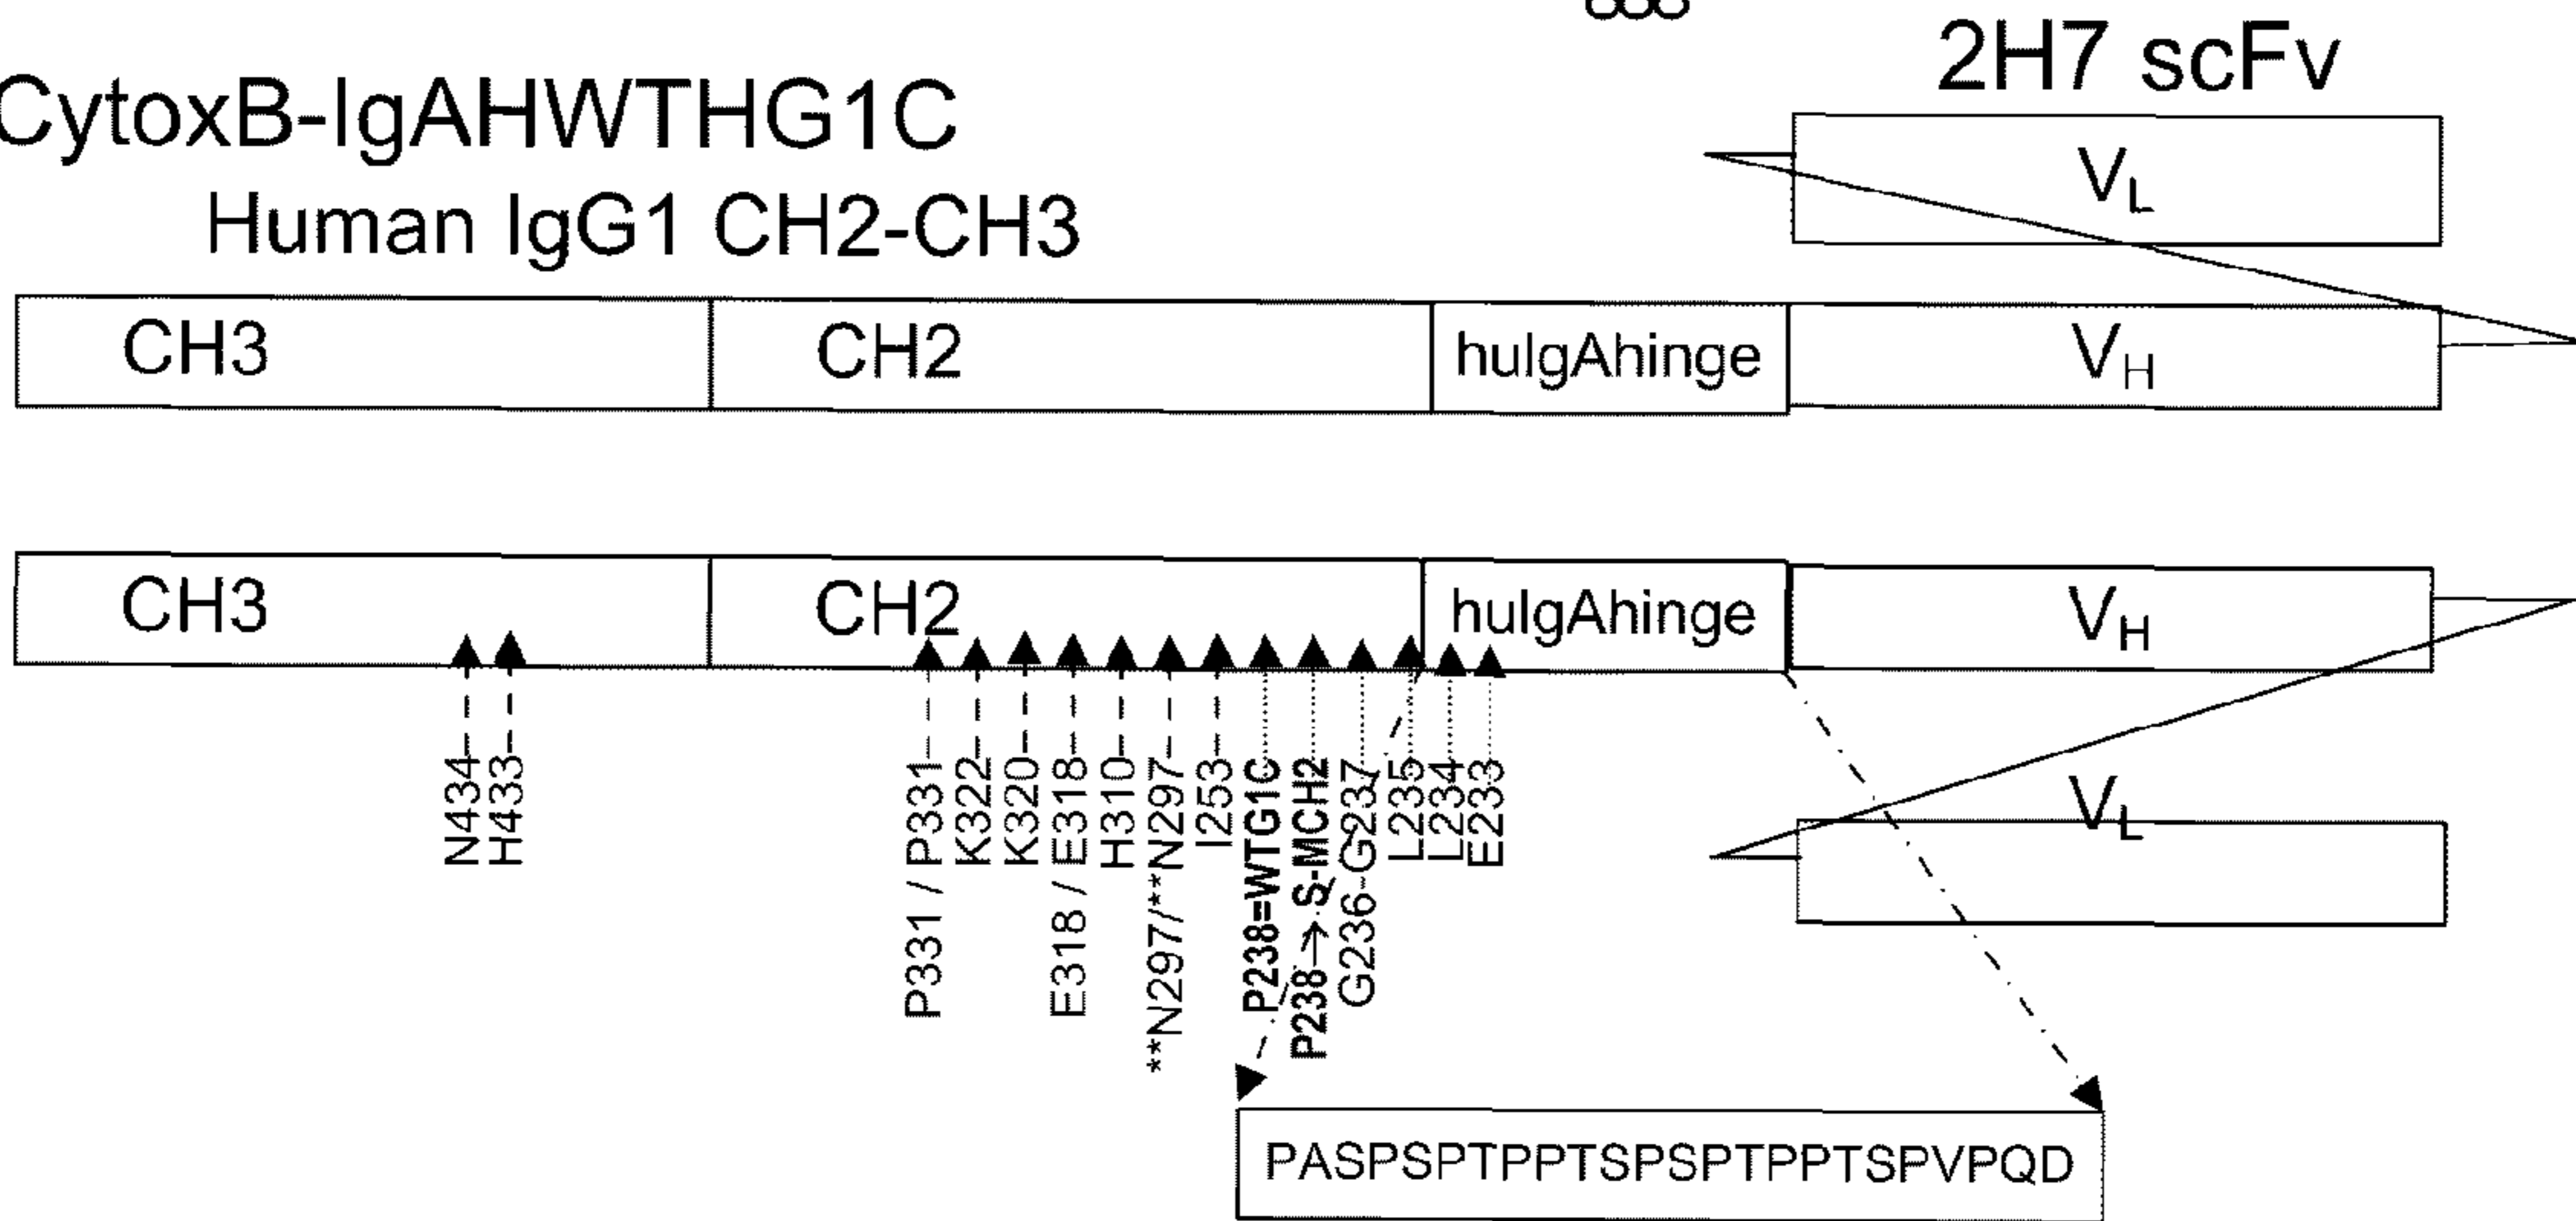 2H7 scFv
CytoxB-IgAHWTHG1C
Human IgG1 CH2-CH3
VL
CH3 CH2 huIgAhinge VH
CH3 CH2 huIgAhinge VH
N434
H433
P331 / P331
K322
K320
E318 / E318
H310
**N297/**N297
I253
P238=WTG1C
P238→S-MCH2
G236-G237
L235
L234
E233
VL
PASPSPTPPTSPSPTPPTSPVPQD